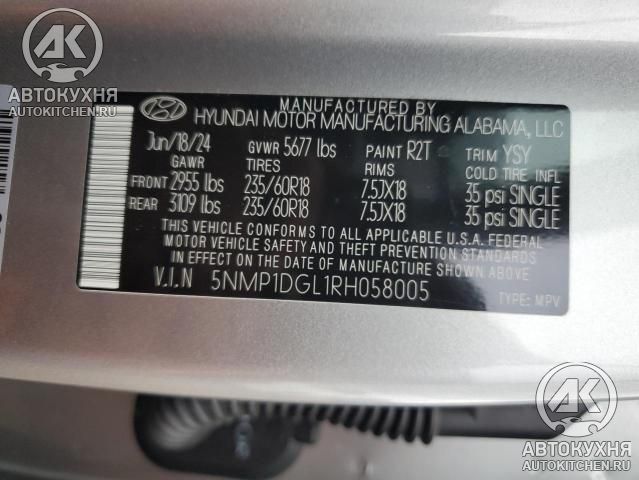 АК
АВТОКУХНЯ
AUTOKITCHEN.RU
MANUFACTURED BY
HYUNDAI MOTOR MANUFACTURING ALABAMA, LLC
Jun/18/24 GVWR 5677 lbs PAINT R2T TRIM YSY
GAWR TIRES RIMS COLD TIRE INFL
FRONT 2955 lbs 235/60R18 7.5JX18 35 psi SINGLE
REAR 3109 lbs 235/60R18 7.5JX18 35 psi SINGLE
THIS VEHICLE CONFORMS TO ALL APPLICABLE U.S.A. FEDERAL
MOTOR VEHICLE SAFETY AND THEFT PREVENTION STANDARDS
IN EFFECT ON THE DATE OF MANUFACTURE SHOWN ABOVE.
V.I.N 5NMP1DGL1RH058005
TYPE: MPV
АК
АВТОКУХНЯ
AUTOKITCHEN.RU